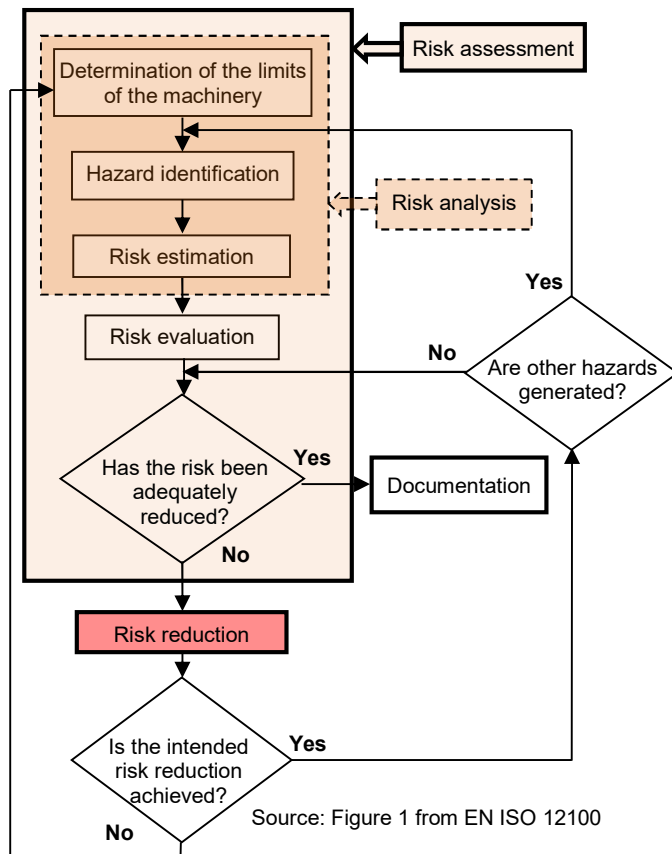 Risk assessment
Determination of the limits
of the machinery
Hazard identification
Risk analysis
Risk estimation
Yes
Risk evaluation
No
Are other hazards
generated?
Has the risk been
adequately
reduced?
Yes
Documentation
No
Risk reduction
Is the intended
risk reduction
achieved?
Yes
No
Source: Figure 1 from EN ISO 12100